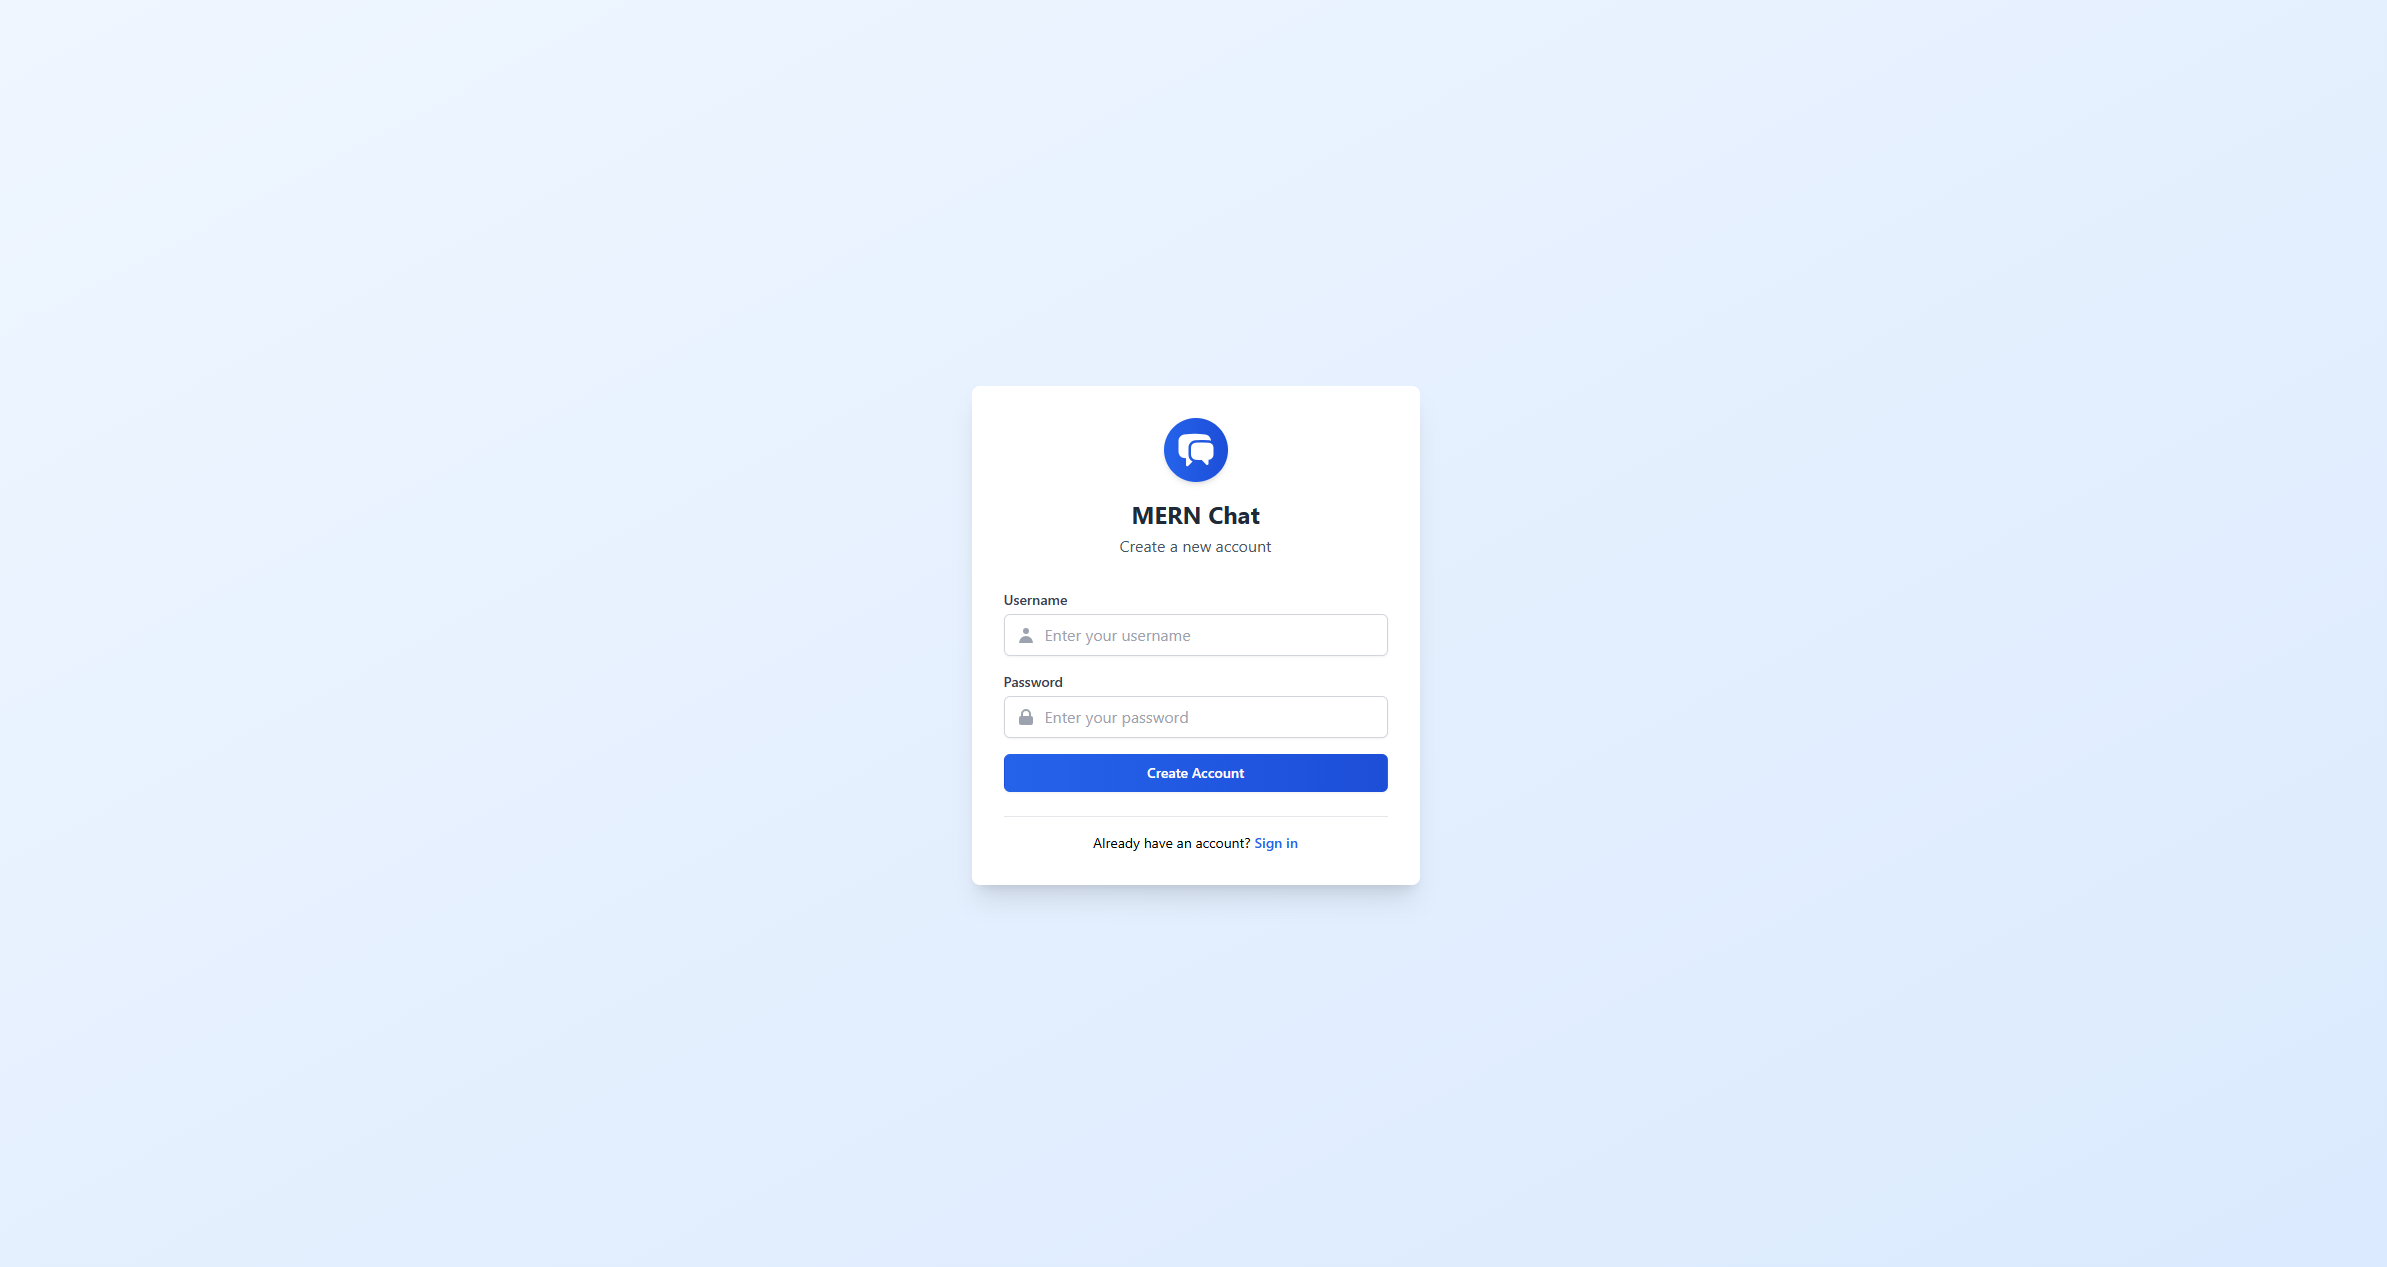 MERN Chat
Create a new account
Username
Enter your username
Password
Enter your password
Create Account
Already have an account? Sign in